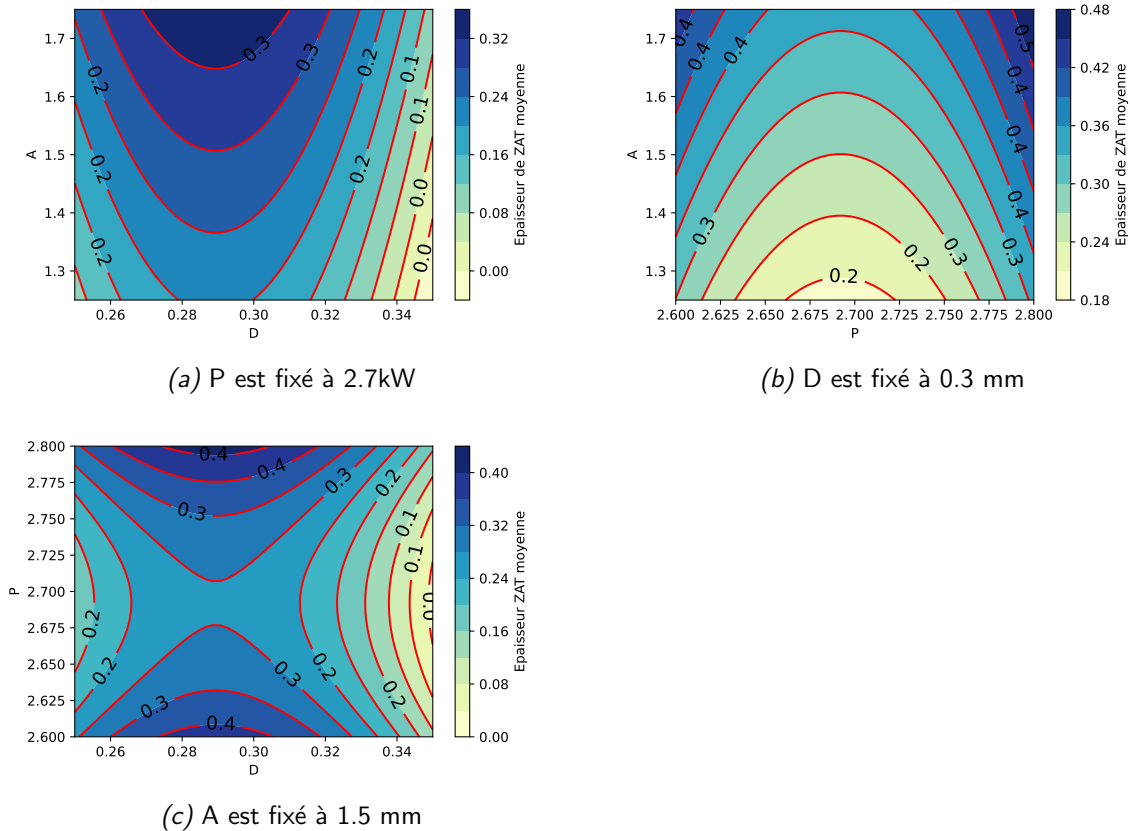 1.7
1.6
1.5
1.4
1.3
A
0.26 0.28 0.30 0.32 0.34
D
0.2 0.3 0.3 0.2 0.1
0.1
0.2 0.2 0.0
0.0
0.32
0.24
0.16
0.08
0.00
Epaisseur de ZAT moyenne
(a) P est fixé à 2.7kW
1.7
1.6
1.5
1.4
1.3
A
2.600 2.625 2.650 2.675 2.700 2.725 2.750 2.775 2.800
P
0.4 0.4 0.4 0.5
0.4
0.4
0.4
0.3 0.2 0.3 0.3
0.2
0.48
0.42
0.36
0.30
0.24
0.18
Epaisseur de ZAT moyenne
(b) D est fixé à 0.3 mm
2.800
2.775
2.750
2.725
2.700
2.675
2.650
2.625
2.600
P
0.26 0.28 0.30 0.32 0.34
D
0.4
0.4 0.3 0.2
0.3 0.1
0.1
0.2 0.0
0.2 0.3 0.2 0.2
0.3
0.4
0.40
0.32
0.24
0.16
0.08
0.00
Epaisseur ZAT moyenne
(c) A est fixé à 1.5 mm